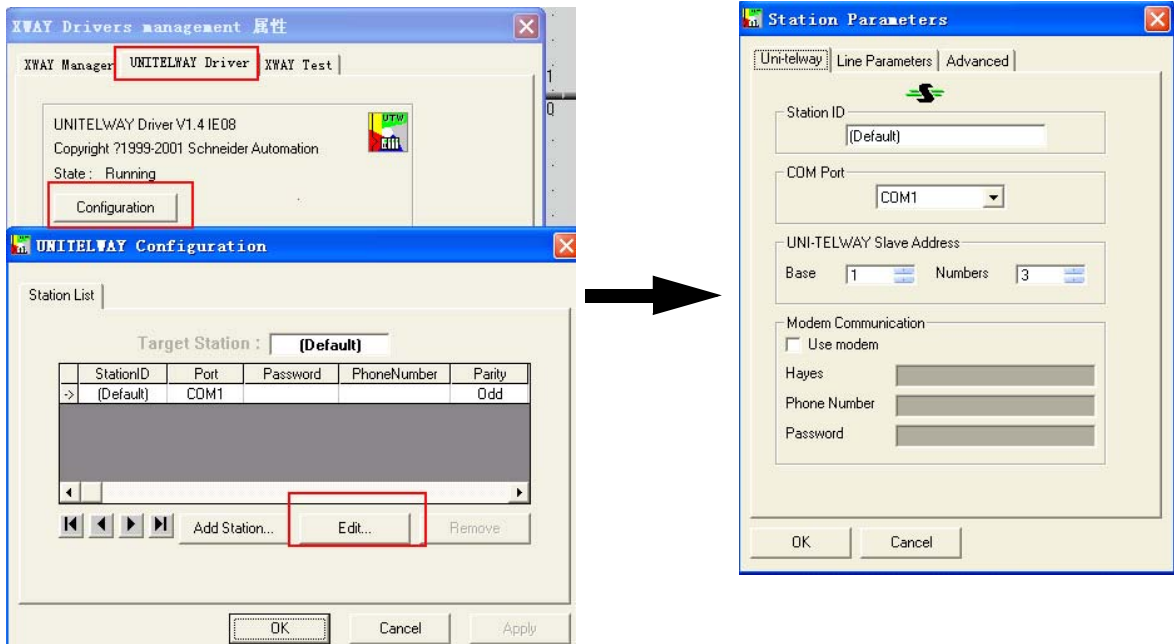 XWAY Drivers management 属性
XWAY Manager UNITELWAY Driver XWAY Test
UTW
UNITELWAY Driver V1.4 IE08
Copyright ?1999-2001 Schneider Automation
State : Running
Configuration
1
0
UNITELWAY Configuration
Station List
Target Station : (Default)
StationID Port Password PhoneNumber Parity
-> (Default) COM1 Odd
Add Station... Edit... Remove
OK Cancel Apply
Station Parameters
Uni-telway Line Parameters Advanced
Station ID
(Default)
COM Port
COM1
UNI-TELWAY Slave Address
Base 1 Numbers 3
Modem Communication
Use modem
Hayes
Phone Number
Password
OK Cancel